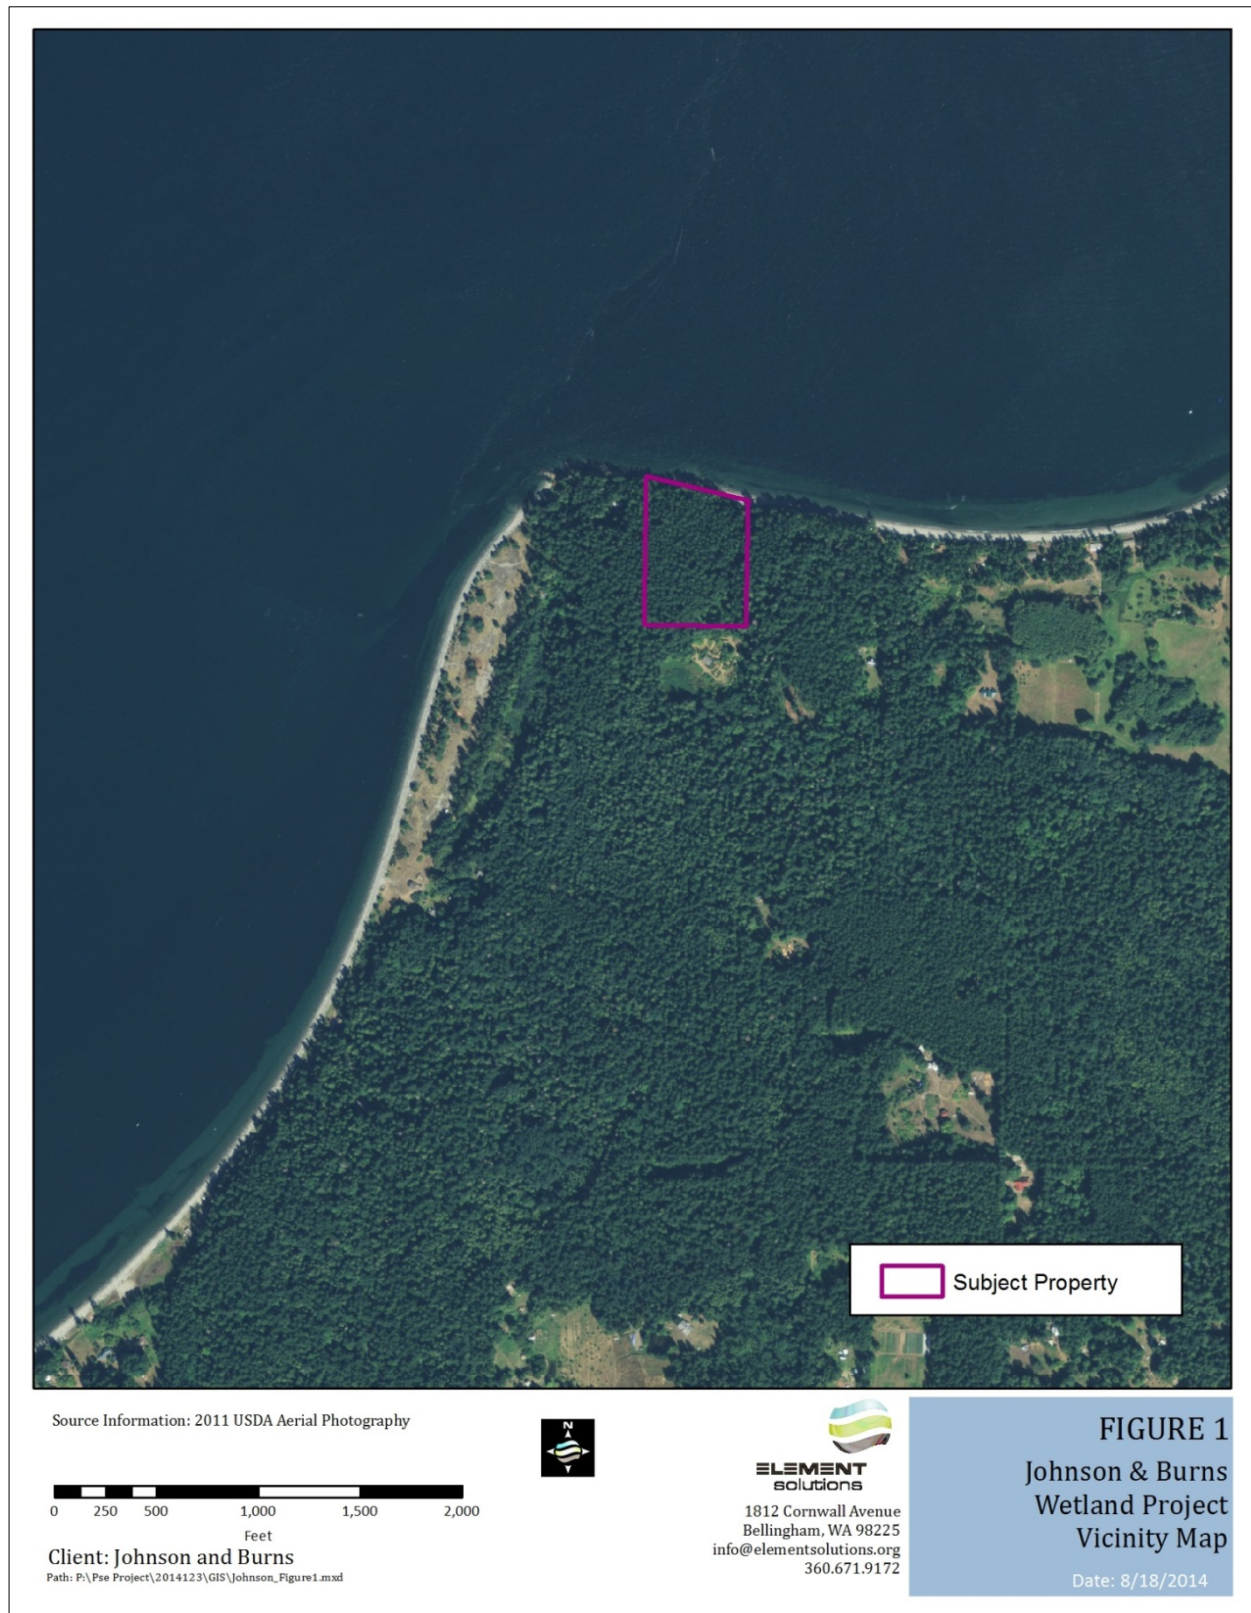 Subject Property
Source Information: 2011 USDA Aerial Photography
0 250 500 1,000 1,500 2,000
Feet
Client: Johnson and Burns
Path: P:\Pse Project\2014123\GIS\Johnson_Figure1.mxd
N
ELEMENT
solutions
1812 Cornwall Avenue
Bellingham, WA 98225
info@elementsolutions.org
360.671.9172
FIGURE 1
Johnson & Burns
Wetland Project
Vicinity Map
Date: 8/18/2014